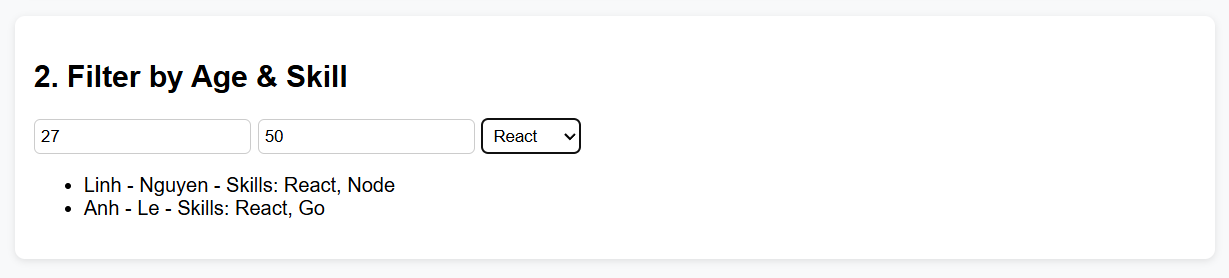 2. Filter by Age & Skill
27 50 React
• Linh - Nguyen - Skills: React, Node
• Anh - Le - Skills: React, Go